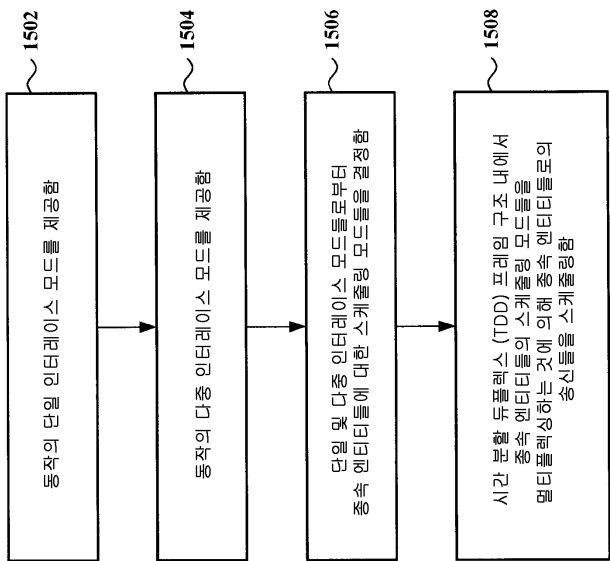 1502
동작의 단일 인터레이스 모드를 제공함
1504
동작의 다중 인터레이스 모드를 제공함
1506
단일 및 다중 인터레이스 모드들로부터
종속 엔티티들에 대한 스케줄링 모드들을 결정함
1508
시간 분할 듀플렉스 (TDD) 프레임 구조 내에서
종속 엔티티들의 스케줄링 모드들을
멀티플렉싱하는 것에 의해 종속 엔티티들로의
송신들을 스케줄링함